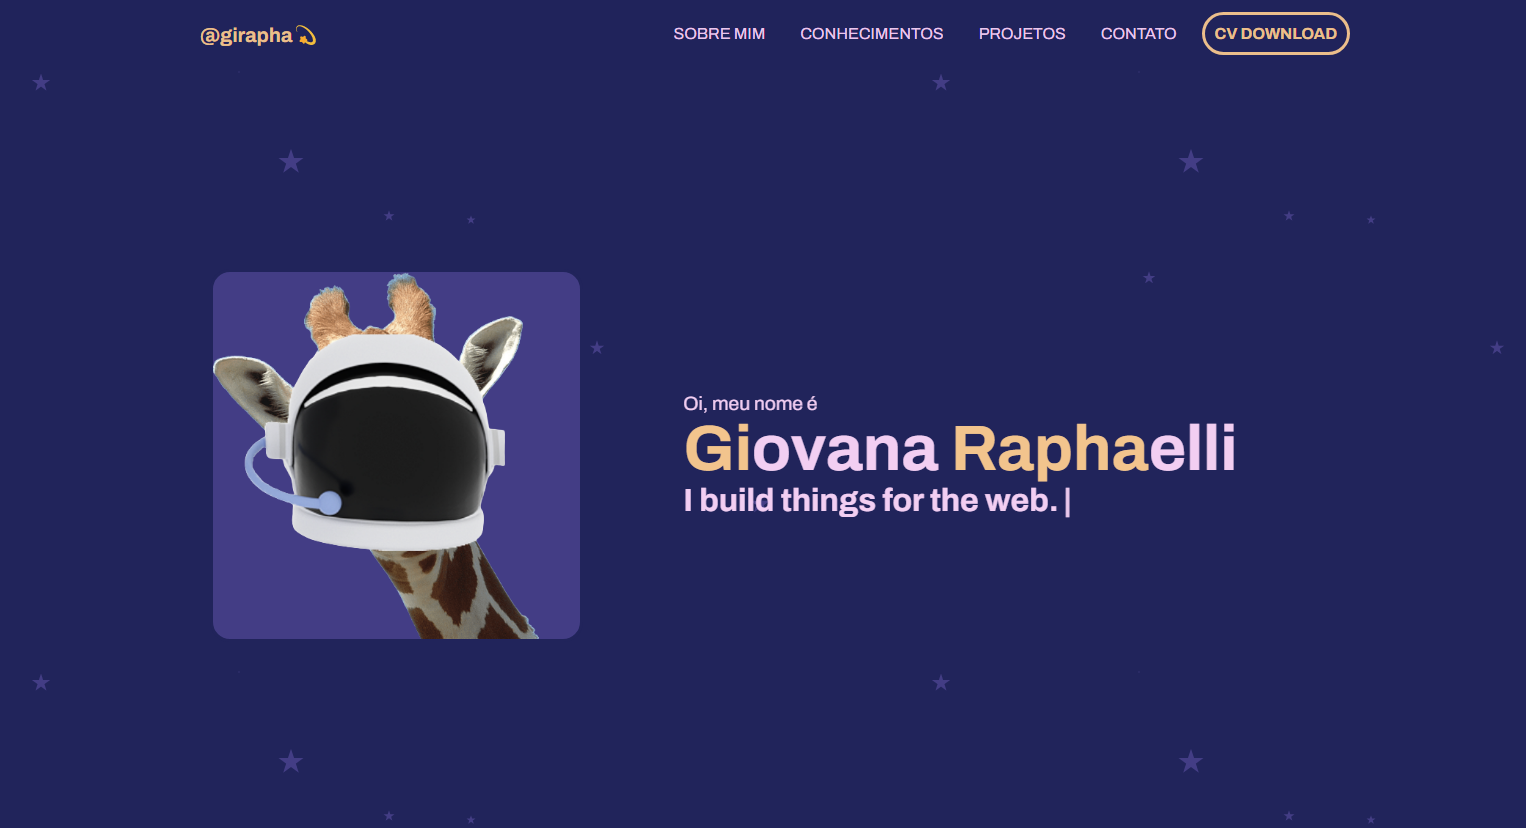 @girapha 💫
SOBRE MIM
CONHECIMENTOS
PROJETOS
CONTATO
CV DOWNLOAD
Oi, meu nome é
Giovana Raphaelli
I build things for the web. |